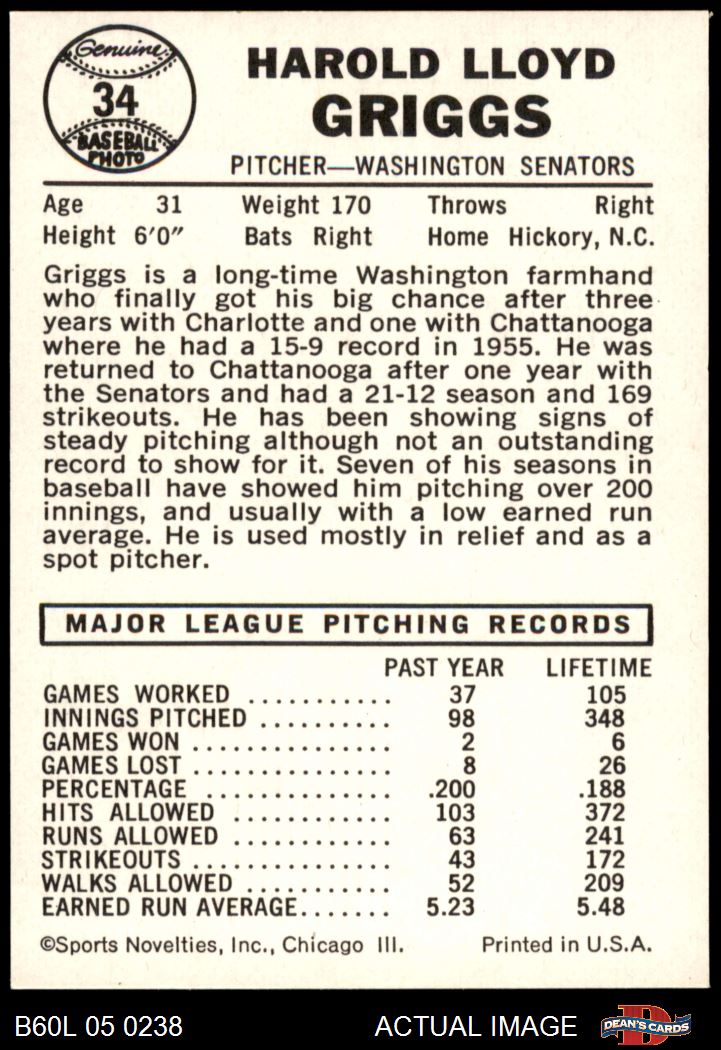 Genuine
34
BASEBALL
PHOTO
HAROLD LLOYD
GRIGGS
PITCHER—WASHINGTON SENATORS
Age 31 Weight 170 Throws Right
Height 6'0" Bats Right Home Hickory, N.C.
Griggs is a long-time Washington farmhand
who finally got his big chance after three
years with Charlotte and one with Chattanooga
where he had a 15-9 record in 1955. He was
returned to Chattanooga after one year with
the Senators and had a 21-12 season and 169
strikeouts. He has been showing signs of
steady pitching although not an outstanding
record to show for it. Seven of his seasons in
baseball have showed him pitching over 200
innings, and usually with a low earned run
average. He is used mostly in relief and as a
spot pitcher.
MAJOR LEAGUE PITCHING RECORDS
PAST YEAR LIFETIME
GAMES WORKED ........... 37 105
INNINGS PITCHED .......... 98 348
GAMES WON ............... 2 6
GAMES LOST ............... 8 26
PERCENTAGE ............ .200 .188
HITS ALLOWED ............ 103 372
RUNS ALLOWED ............ 63 241
STRIKEOUTS ............... 43 172
WALKS ALLOWED ........... 52 209
EARNED RUN AVERAGE....... 5.23 5.48
©Sports Novelties, Inc., Chicago Ill. Printed in U.S.A.
B60L 05 0238 ACTUAL IMAGE DEAN'S CARDS